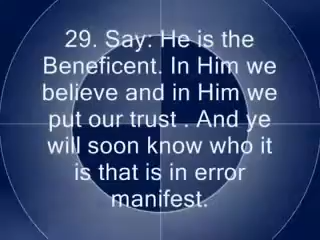 29. Say: He is the
Beneficent. In Him we
believe and in Him we
put our trust . And ye
will soon know who it
is that is in error
manifest.